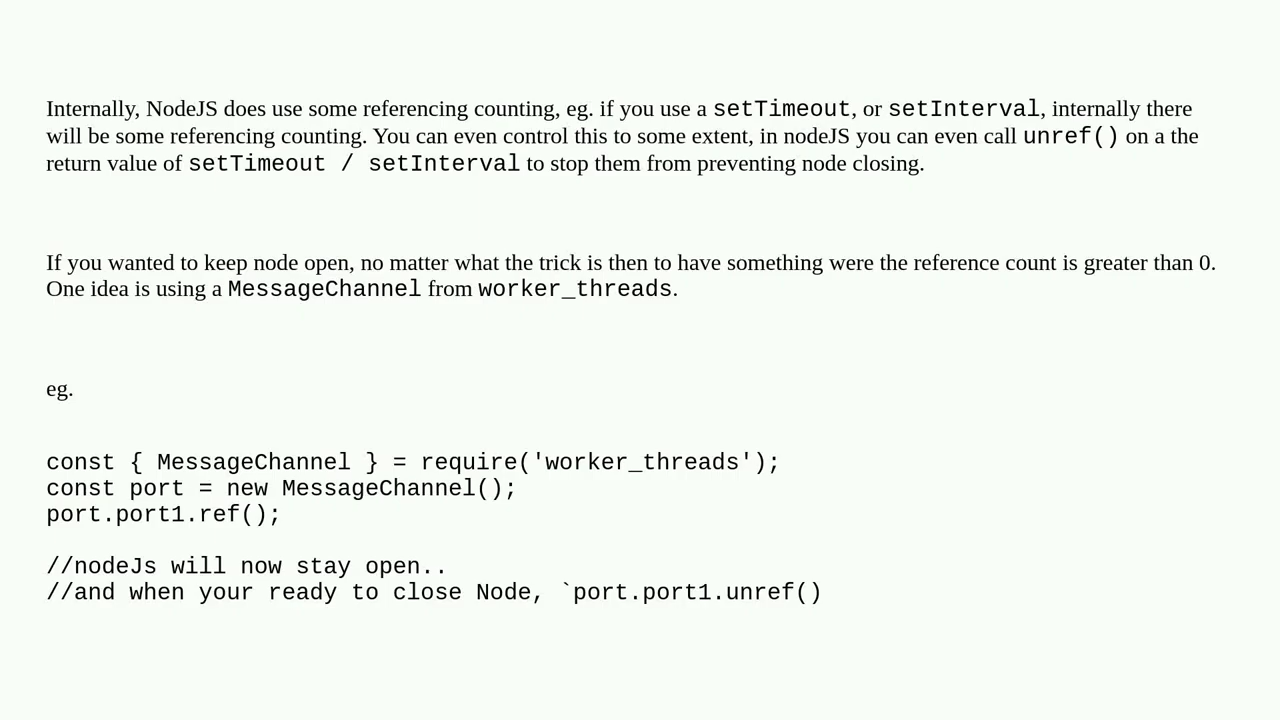 Internally, NodeJS does use some referencing counting, eg. if you use a setTimeout, or setInterval, internally there
will be some referencing counting. You can even control this to some extent, in nodeJS you can even call unref() on a the
return value of setTimeout / setInterval to stop them from preventing node closing.
If you wanted to keep node open, no matter what the trick is then to have something were the reference count is greater than 0.
One idea is using a MessageChannel from worker_threads.
eg.
const { MessageChannel } = require('worker_threads');
const port = new MessageChannel();
port.port1.ref();
//nodeJs will now stay open..
//and when your ready to close Node, `port.port1.unref()